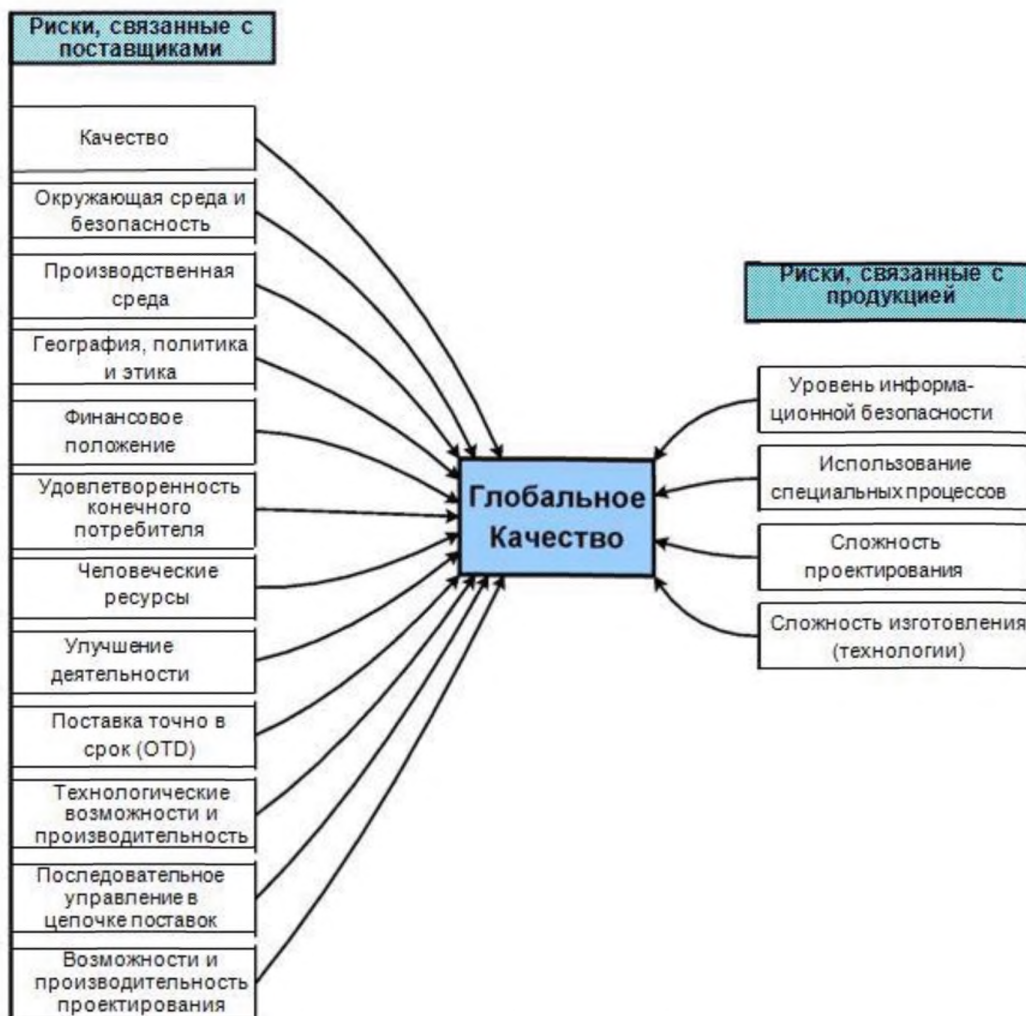 Риски, связанные с
поставщиками
Качество
Окружающая среда и
безопасность
Производственная
среда
География, политика
и этика
Финансовое
положение
Удовлетворенность
конечного
потребителя
Человеческие
ресурсы
Улучшение
деятельности
Поставка точно в
срок (OTD)
Технологические
возможности и
производительность
Последовательное
управление в
цепочке поставок
Возможности и
производительность
проектирования
Глобальное
Качество
Риски, связанные с
продукцией
Уровень информа-
ционной безопасности
Использование
специальных процессов
Сложность
проектирования
Сложность изготовления
(технологии)